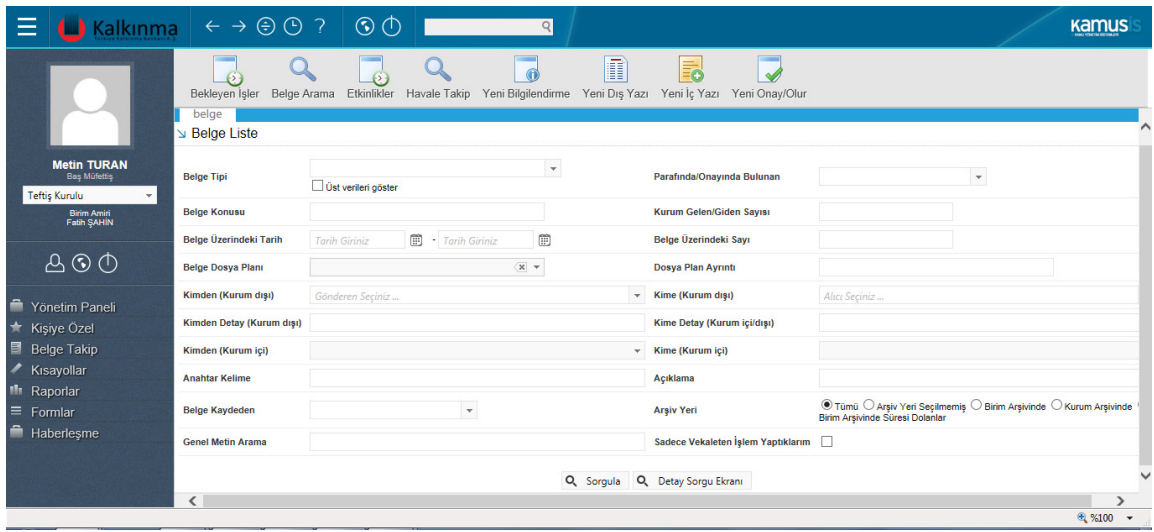 Kalkınma
Türkiye Kalkınma Bankası A.Ş.
?
kamusis
Bekleyen İşler Belge Arama Etkinlikler Havale Takip Yeni Bilgilendirme Yeni Dış Yazı Yeni İç Yazı Yeni Onay/Olur
belge
Belge Liste
Metin TURAN
Baş Müfettiş
Teftiş Kurulu
Birim Amiri
Fatih ŞAHİN
Yönetim Paneli
Kişiye Özel
Belge Takip
Kısayollar
Raporlar
Formlar
Haberleşme
Belge Tipi
Üst verileri göster
Parafında/Onayında Bulunan
Belge Konusu
Kurum Gelen/Giden Sayısı
Belge Üzerindeki Tarih Tarih Giriniz - Tarih Giriniz
Belge Üzerindeki Sayı
Belge Dosya Planı
Dosya Plan Ayrıntı
Kimden (Kurum dışı) Gönderen Seçiniz ...
Kime (Kurum dışı) Alıcı Seçiniz ...
Kimden Detay (Kurum dışı)
Kime Detay (Kurum içi/dışı)
Kimden (Kurum içi)
Kime (Kurum içi)
Anahtar Kelime
Açıklama
Belge Kaydeden
Arşiv Yeri Tümü Arşiv Yeri Seçilmemiş Birim Arşivinde Kurum Arşivinde
Birim Arşivinde Süresi Dolanlar
Genel Metin Arama
Sadece Vekaleten İşlem Yaptıklarım
Sorgula Detay Sorgu Ekranı
%100